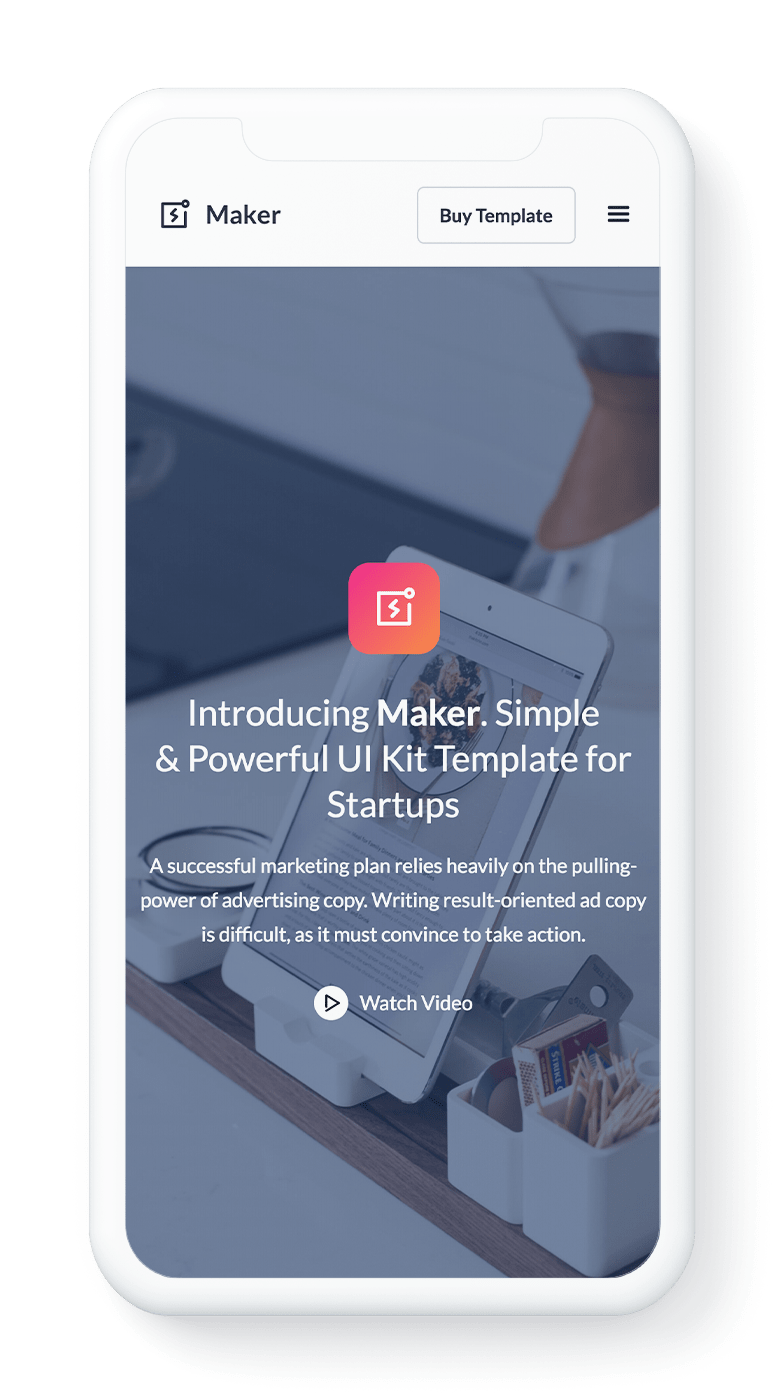 Maker
Buy Template
Introducing Maker. Simple
& Powerful UI Kit Template for
Startups
A successful marketing plan relies heavily on the pulling-
power of advertising copy. Writing result-oriented ad copy
is difficult, as it must convince to take action.
Watch Video
STRIKE